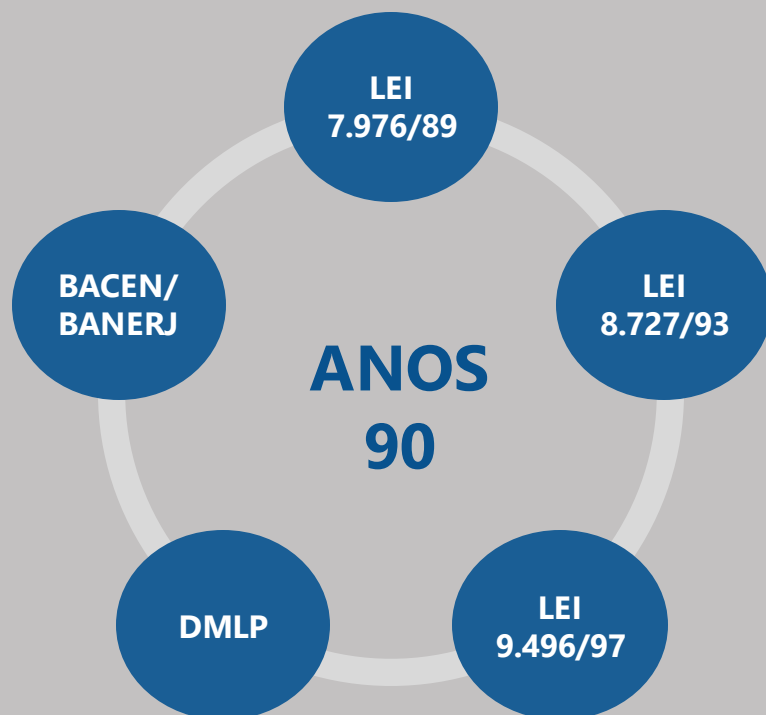 LEI
7.976/89
BACEN/
BANERJ
LEI
8.727/93
ANOS
90
DMLP
LEI
9.496/97